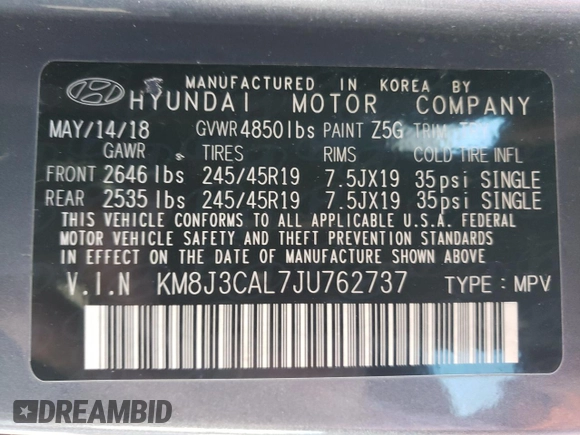 MANUFACTURED IN KOREA BY
HYUNDAI MOTOR COMPANY
MAY/14/18 GVWR 4850lbs PAINT Z5G TRIM
GAWR TIRES RIMS COLD TIRE INFL
FRONT 2646 lbs 245/45R19 7.5JX19 35psi SINGLE
REAR 2535 lbs 245/45R19 7.5JX19 35psi SINGLE
THIS VEHICLE CONFORMS TO ALL APPLICABLE U.S.A. FEDERAL
MOTOR VEHICLE SAFETY AND THEFT PREVENTION STANDARDS
IN EFFECT ON THE DATE OF MANUFACTURE SHOWN ABOVE.
V.I.N KM8J3CAL7JU762737 TYPE : MPV
DREAMBID